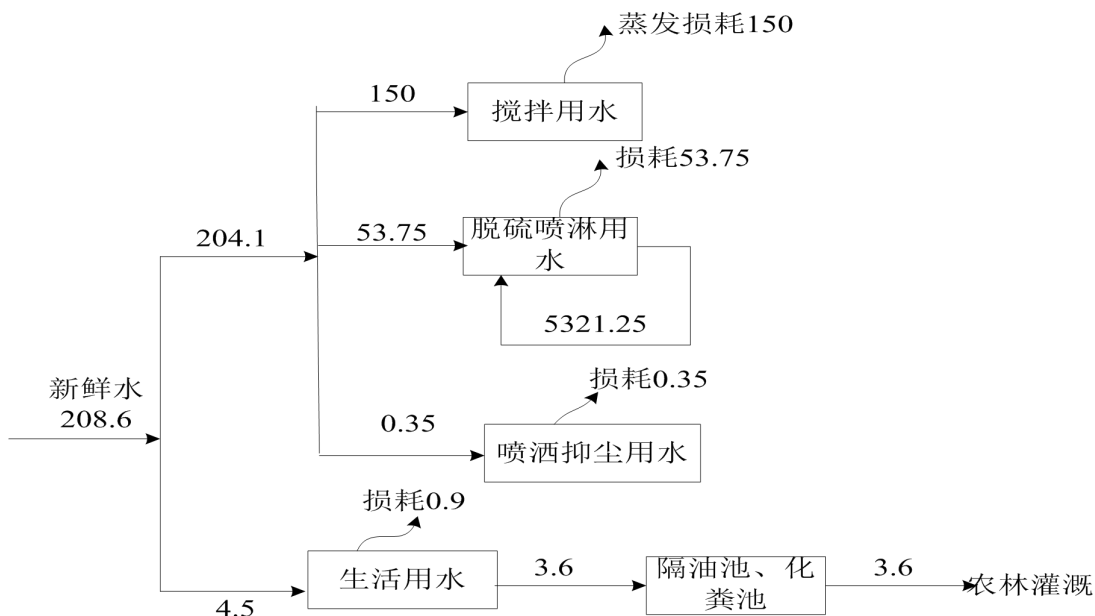 蒸发损耗150
150
搅拌用水
损耗53.75
204.1
53.75
脱硫喷淋用
水
5321.25
新鲜水
208.6
损耗0.35
0.35
喷洒抑尘用水
损耗0.9
4.5
生活用水
3.6
隔油池、化
粪池
3.6
农林灌溉